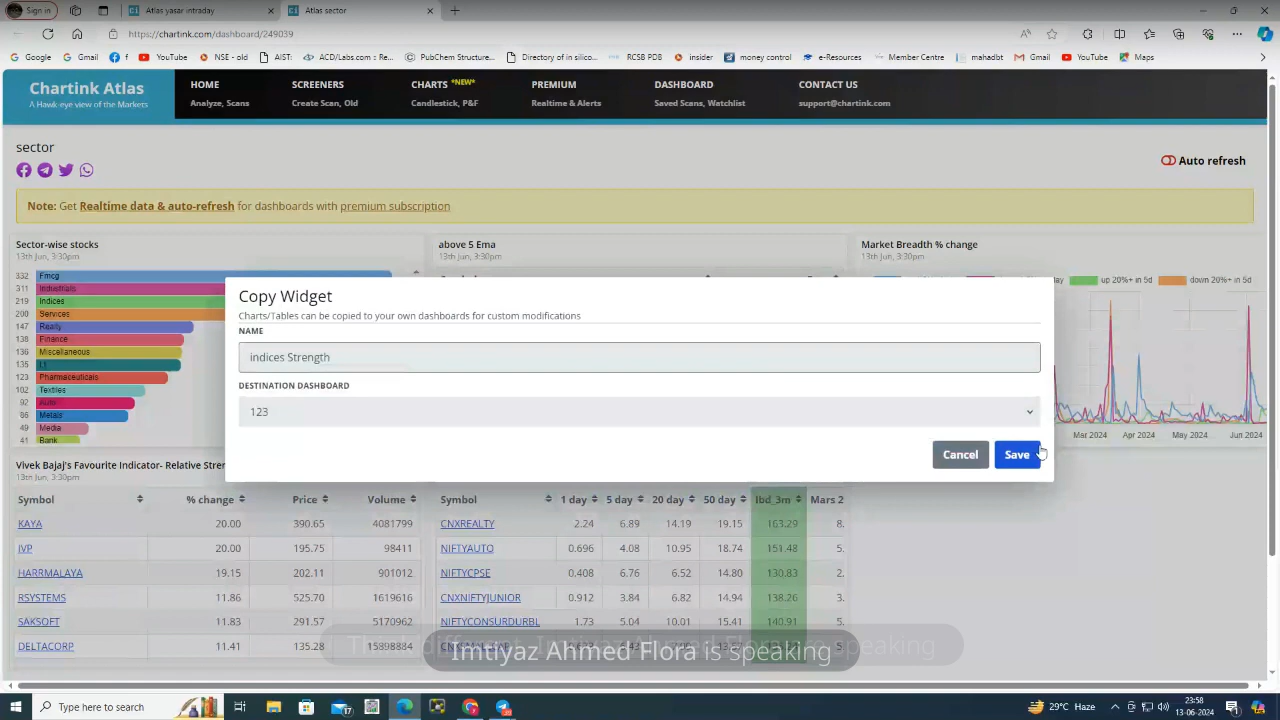 Sign in
Atlas yasar intraday
Atlas sector
https://chartink.com/dashboard/249039
Google
Gmail
f
YouTube
NSE - old
AIST:
ACD/Labs.com : Re...
PubChem Structure...
Directory of in silico...
RCSB PDB
insider
money control
e-Resources
Member Centre
mahadbt
Gmail
YouTube
Maps
Chartink Atlas
A Hawk-eye view of the Markets
HOME
Analyze, Scans
SCREENERS
Create Scan, Old
CHARTS *NEW*
Candlestick, P&F
PREMIUM
Realtime & Alerts
DASHBOARD
Saved Scans, Watchlist
CONTACT US
support@chartink.com
sector
Auto refresh
Note: Get Realtime data & auto-refresh for dashboards with premium subscription
Sector-wise stocks
13th Jun, 3:30pm
above 5 Ema
13th Jun, 3:30pm
Market Breadth % change
13th Jun, 3:30pm
up 20%+ in 5d
down 20%+ in 5d
332 Fmcg
311 Industrials
219 Indices
200 Services
147 Realty
138 Finance
136 Miscellaneous
135 I.t
123 Pharmaceuticals
102 Textiles
92 Auto
86 Metals
49 Media
41 Bank
Mar 2024 Apr 2024 May 2024 Jun 2024
Copy Widget
Charts/Tables can be copied to your own dashboards for custom modifications
NAME
indices Strength
DESTINATION DASHBOARD
123
Cancel
Save
Vivek Bajaj's Favourite Indicator- Relative Stren
13th Jun, 3:30pm
Symbol % change Price Volume
KAYA 20.00 390.65 4081799
IVP 20.00 195.75 98411
HARRMALAYA 19.15 202.11 901012
RSYSTEMS 11.86 525.70 1619616
SAKSOFT 11.83 291.57 5170962
DELTACORP 11.41 135.28 15898884
Symbol 1 day 5 day 20 day 50 day Ibd_3m Mars 2
CNXREALTY 2.24 6.89 14.19 19.15 163.29 8.
NIFTYAUTO 0.696 4.08 10.95 18.74 151.48 5.
NIFTYCPSE 0.408 6.76 6.52 14.80 130.83 2.
CNXNIFTYJUNIOR 0.912 3.84 6.82 14.94 138.26 3.
NIFTYCONSURDURBL 1.73 5.04 10.01 12.19 140.91 5.
Imtiyaz Ahmed Flora is speaking
Type here to search
17
29°C Haze
23:58
13-06-2024